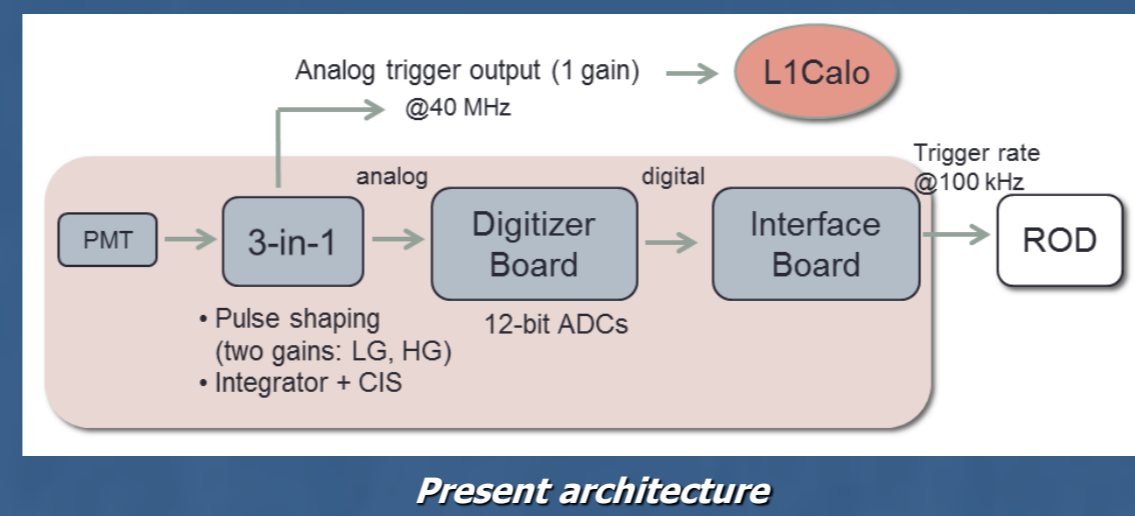 Analog trigger output (1 gain)
@40 MHz
L1Calo
Trigger rate
@100 kHz
analog
digital
PMT
3-in-1
Digitizer
Board
Interface
Board
ROD
• Pulse shaping
(two gains: LG, HG)
• Integrator + CIS
12-bit ADCs
Present architecture